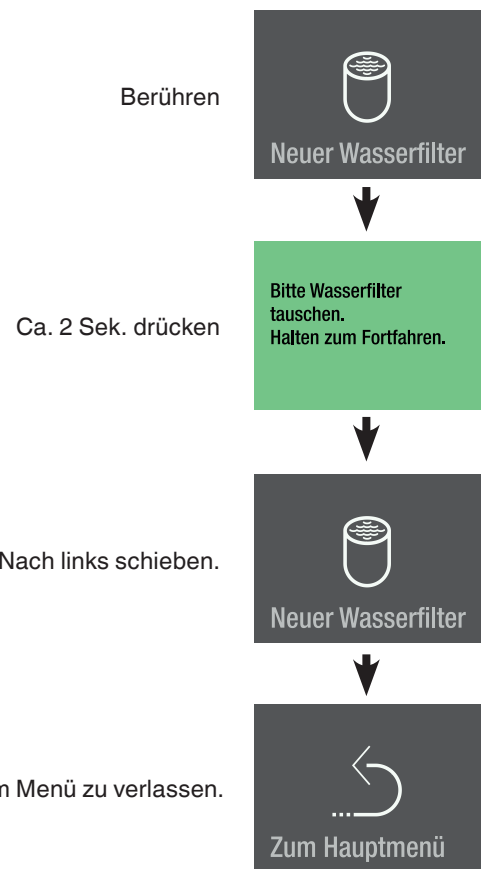 Berühren
Neuer Wasserfilter
Ca. 2 Sek. drücken
Bitte Wasserfilter
tauschen.
Halten zum Fortfahren.
Nach links schieben.
Neuer Wasserfilter
Menü zu verlassen.
Zum Hauptmenü